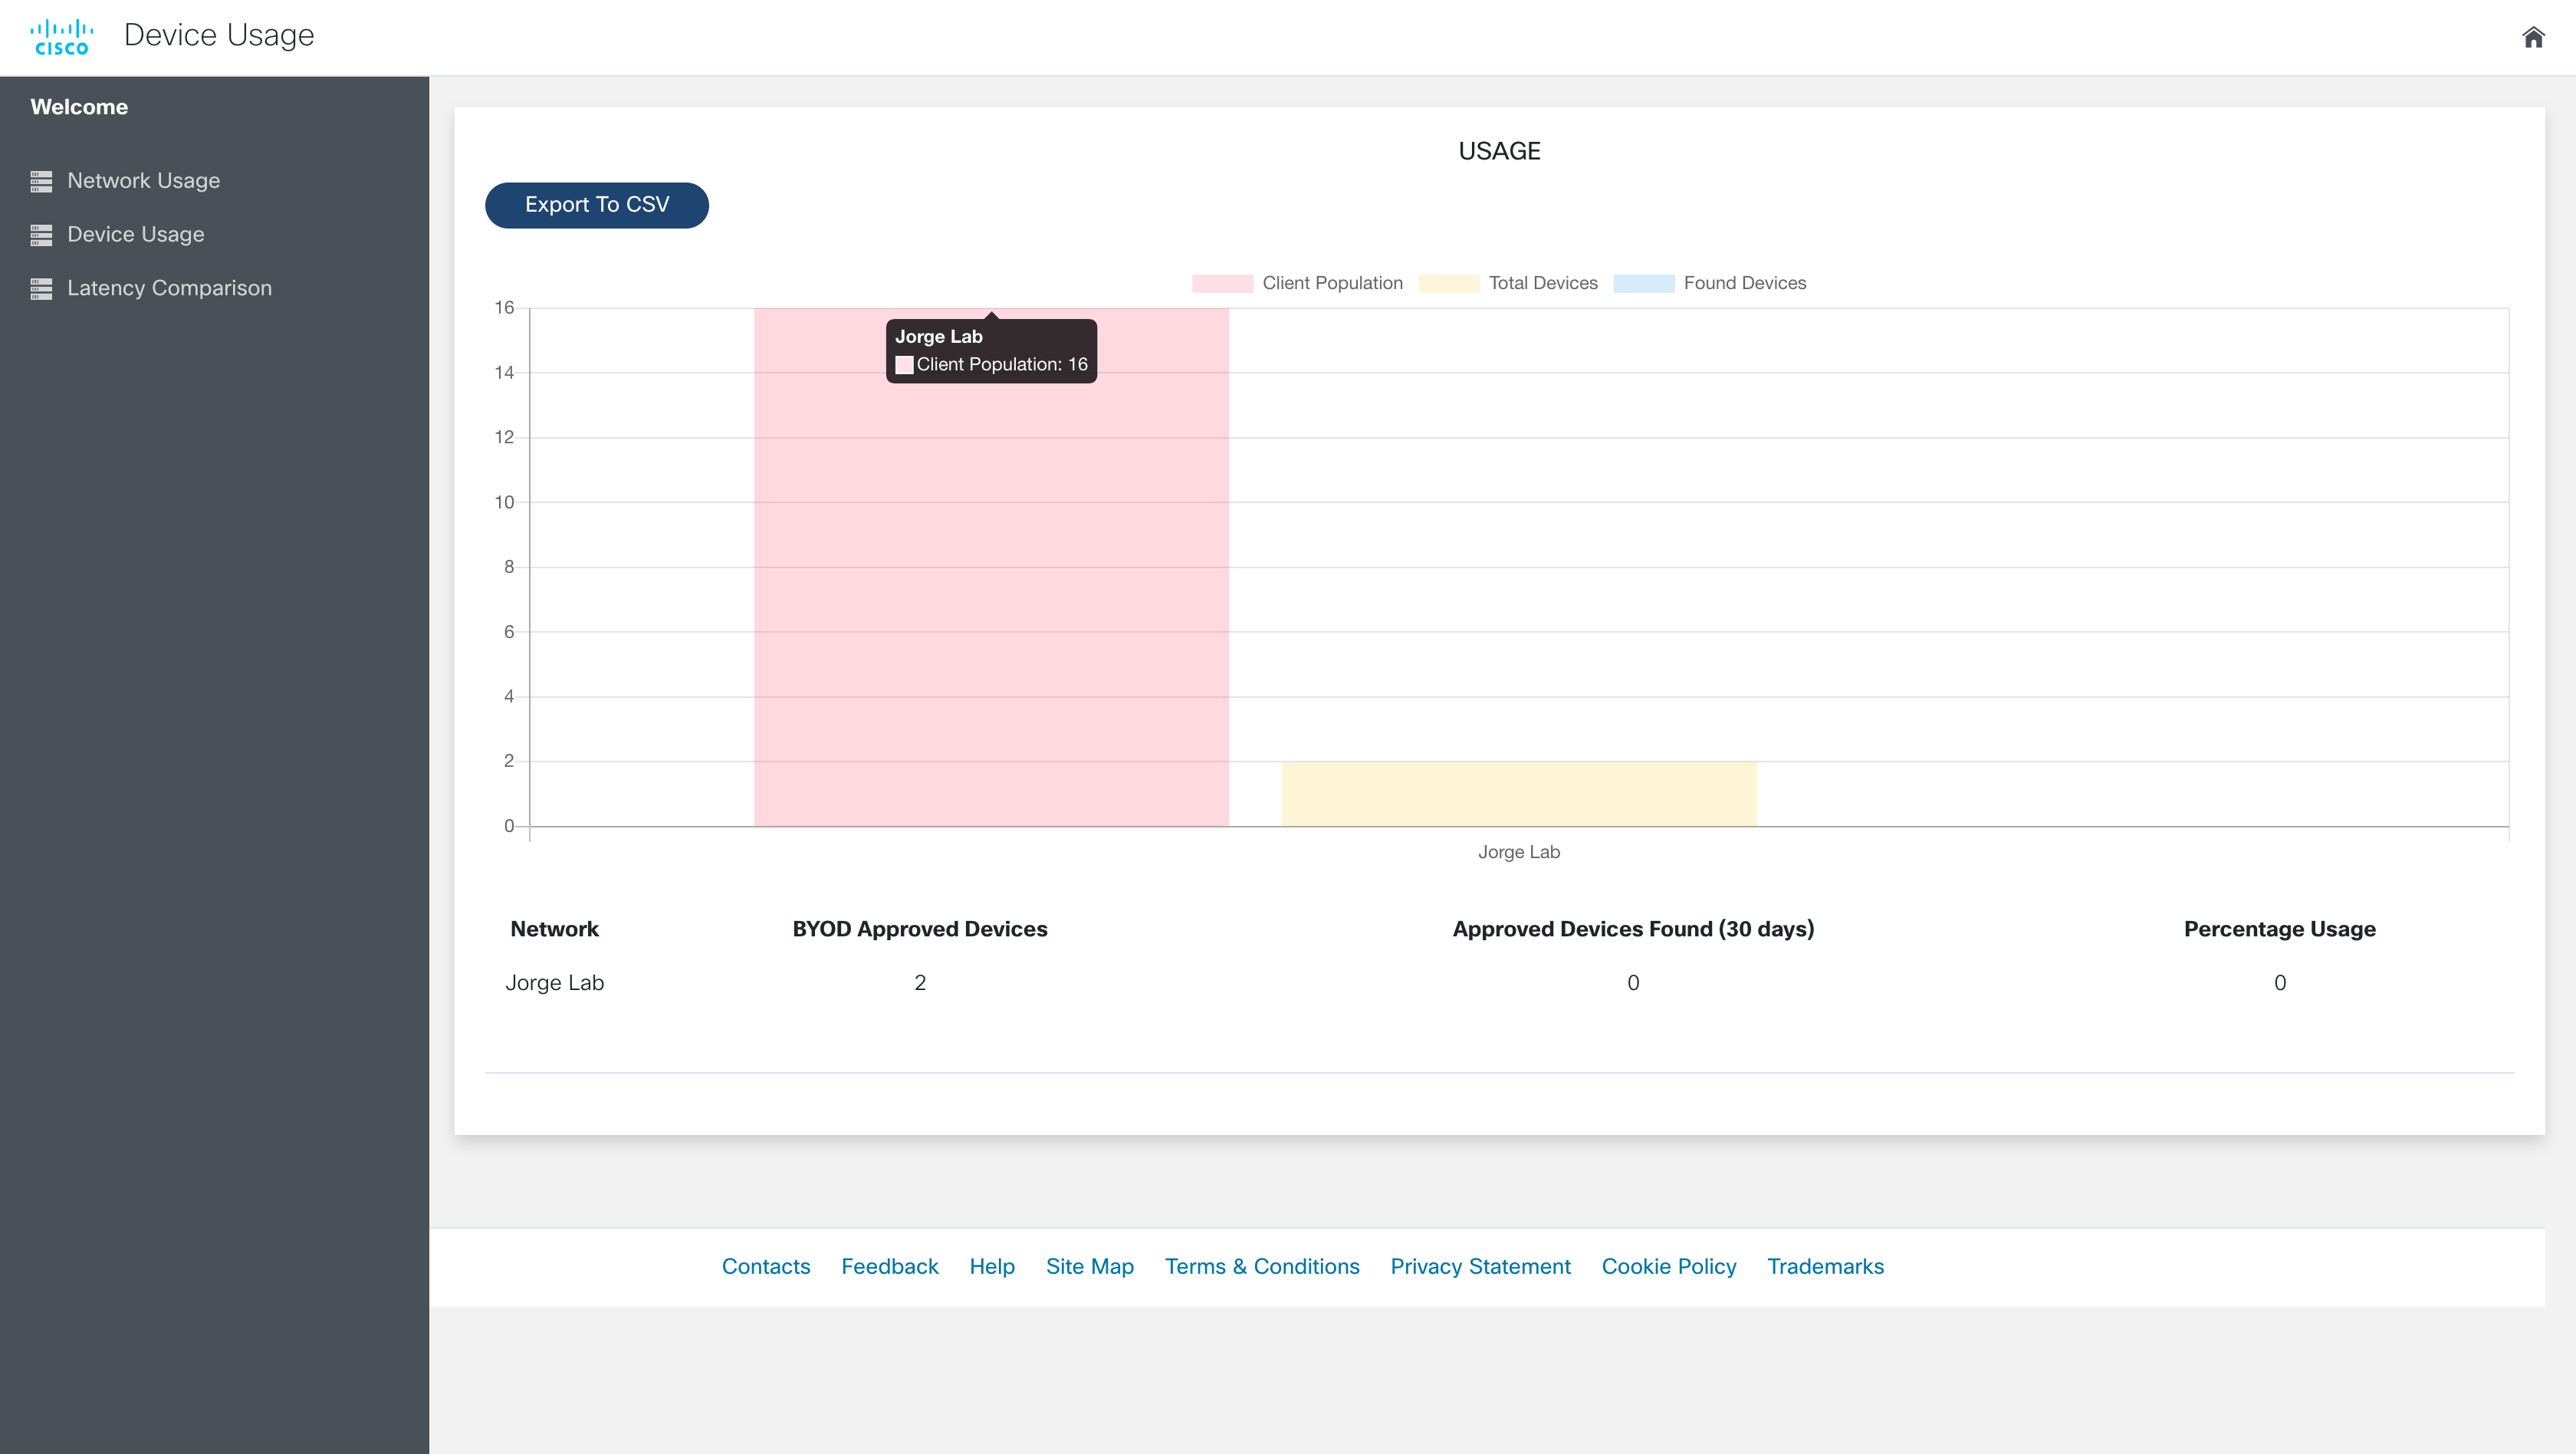 CISCO
Device Usage
Welcome
Network Usage
Device Usage
Latency Comparison
USAGE
Export To CSV
Client Population Total Devices Found Devices
16
Jorge Lab
Client Population: 16
14
12
10
8
6
4
2
0
Jorge Lab
Network BYOD Approved Devices Approved Devices Found (30 days) Percentage Usage
Jorge Lab 2 0 0
Contacts Feedback Help Site Map Terms & Conditions Privacy Statement Cookie Policy Trademarks